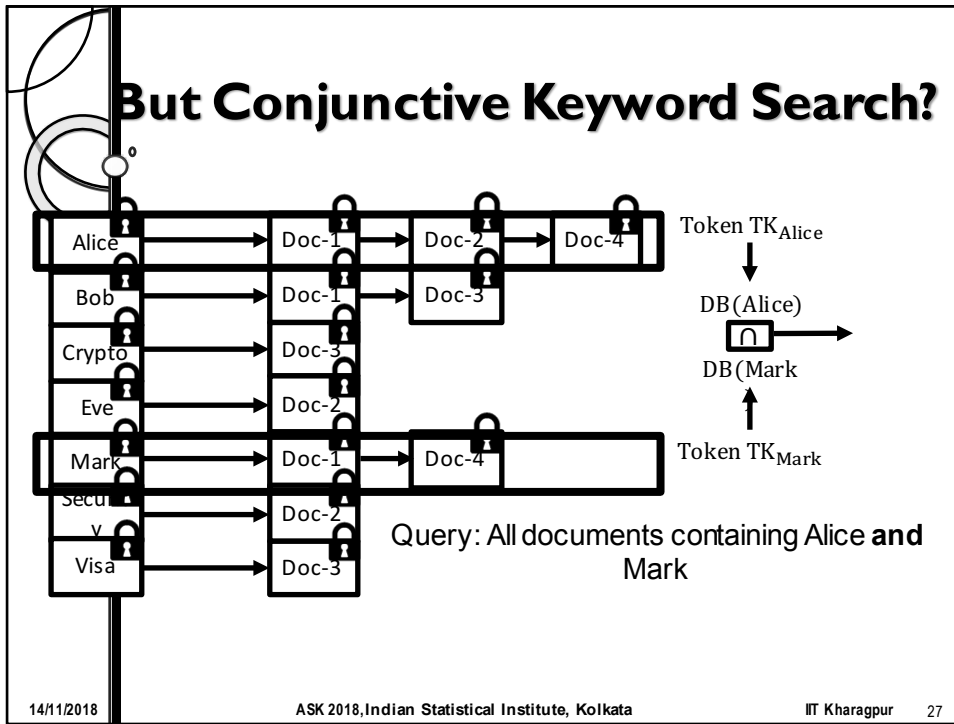 But Conjunctive Keyword Search?
Alice Doc-1 Doc-2 Doc-4
Bob Doc-1 Doc-3
Crypto Doc-3
Eve Doc-2
Mark Doc-1 Doc-4
Doc-2
Visa Doc-3
Token TK_Alice
DB(Alice)
∩
DB(Mark
)
Token TK_Mark
Query: All documents containing Alice and
Mark
14/11/2018 ASK 2018, Indian Statistical Institute, Kolkata IIT Kharagpur 27